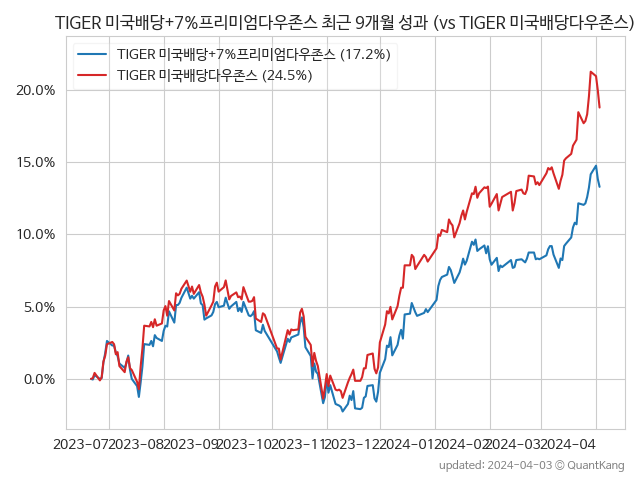 TIGER 미국배당+7%프리미엄다우존스 최근 9개월 성과 (vs TIGER 미국배당다우존스)
TIGER 미국배당+7%프리미엄다우존스 (17.2%)
TIGER 미국배당다우존스 (24.5%)
20.0%
15.0%
10.0%
5.0%
0.0%
2023-07 2023-08 2023-09 2023-10 2023-11 2023-12 2024-01 2024-02 2024-03 2024-04
updated: 2024-04-03 © QuantKang